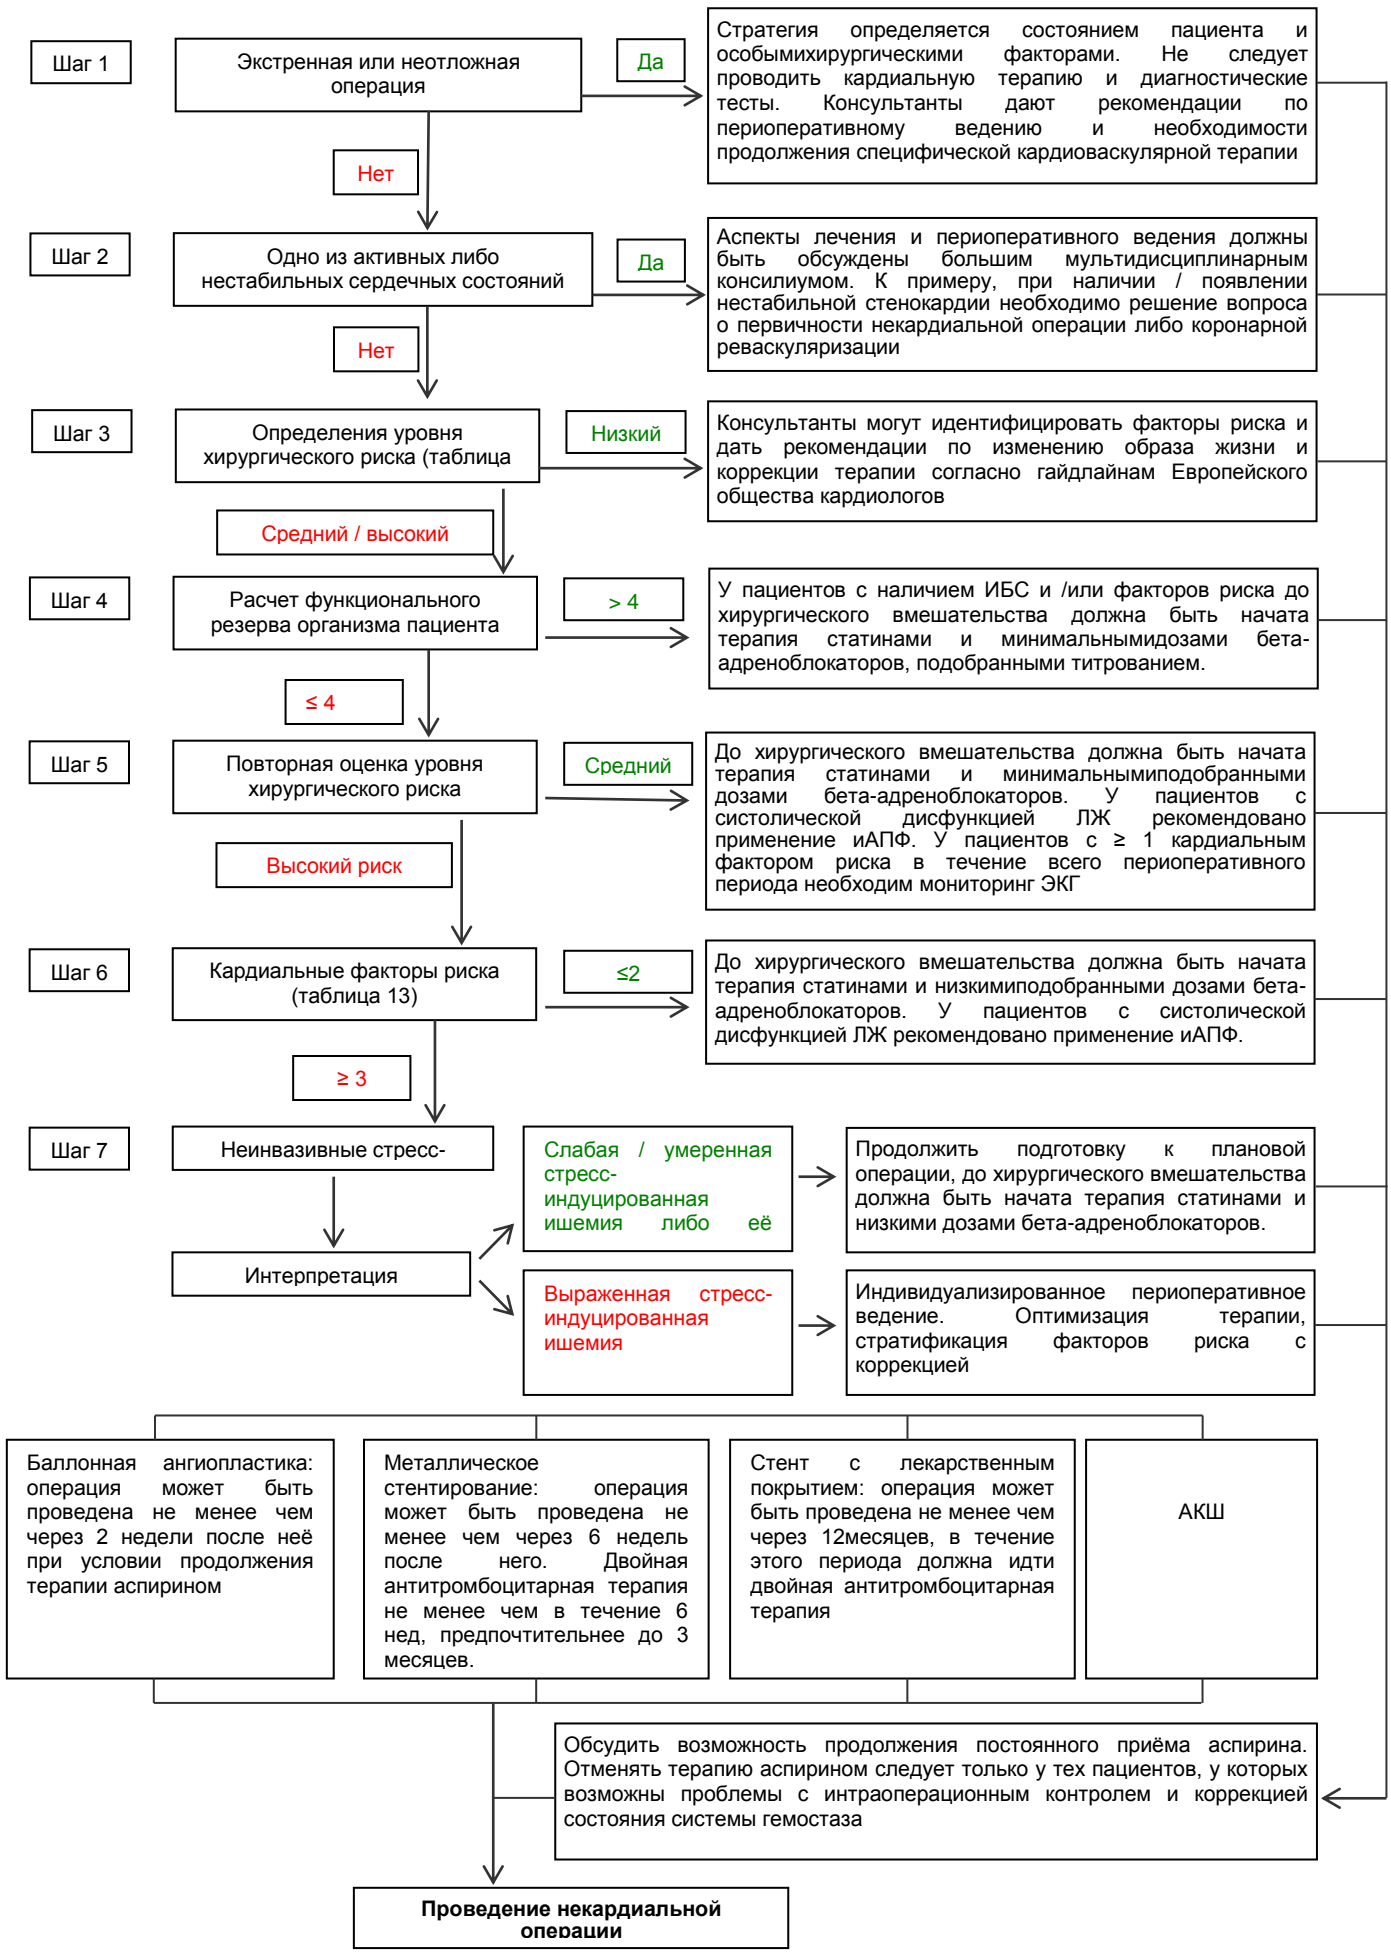 Шаг 1
Экстренная или неотложная
операция
Да
Стратегия определяется состоянием пациента и
особымихирургическими факторами. Не следует
проводить кардиальную терапию и диагностические
тесты. Консультанты дают рекомендации по
периоперативному ведению и необходимости
продолжения специфической кардиоваскулярной терапии
Нет
Шаг 2
Одно из активных либо
нестабильных сердечных состояний
Да
Аспекты лечения и периоперативного ведения должны
быть обсуждены большим мультидисциплинарным
консилиумом. К примеру, при наличии / появлении
нестабильной стенокардии необходимо решение вопроса
о первичности некардиальной операции либо коронарной
реваскуляризации
Нет
Шаг 3
Определения уровня
хирургического риска (таблица
Низкий
Консультанты могут идентифицировать факторы риска и
дать рекомендации по изменению образа жизни и
коррекции терапии согласно гайдлайнам Европейского
общества кардиологов
Средний / высокий
Шаг 4
Расчет функционального
резерва организма пациента
> 4
У пациентов с наличием ИБС и /или факторов риска до
хирургического вмешательства должна быть начата
терапия статинами и минимальнымидозами бета-
адреноблокаторов, подобранными титрованием.
≤ 4
Шаг 5
Повторная оценка уровня
хирургического риска
Средний
До хирургического вмешательства должна быть начата
терапия статинами и минимальнымиподобранными
дозами бета-адреноблокаторов. У пациентов с
систолической дисфункцией ЛЖ рекомендовано
применение иАПФ. У пациентов с ≥ 1 кардиальным
фактором риска в течение всего периоперативного
периода необходим мониторинг ЭКГ
Высокий риск
Шаг 6
Кардиальные факторы риска
(таблица 13)
≤2
До хирургического вмешательства должна быть начата
терапия статинами и низкимиподобранными дозами бета-
адреноблокаторов. У пациентов с систолической
дисфункцией ЛЖ рекомендовано применение иАПФ.
≥ 3
Шаг 7
Неинвазивные стресс-
Слабая / умеренная
стресс-
индуцированная
ишемия либо её
Продолжить подготовку к плановой
операции, до хирургического вмешательства
должна быть начата терапия статинами и
низкими дозами бета-адреноблокаторов.
Интерпретация
Выраженная стресс-
индуцированная
ишемия
Индивидуализированное периоперативное
ведение. Оптимизация терапии,
стратификация факторов риска с
коррекцией
Баллонная ангиопластика:
операция может быть
проведена не менее чем
через 2 недели после неё
при условии продолжения
терапии аспирином
Металлическое
стентирование: операция
может быть проведена не
менее чем через 6 недель
после него. Двойная
антитромбоцитарная терапия
не менее чем в течение 6
нед, предпочтительнее до 3
месяцев.
Стент с лекарственным
покрытием: операция может
быть проведена не менее чем
через 12месяцев, в течение
этого периода должна идти
двойная антитромбоцитарная
терапия
АКШ
Обсудить возможность продолжения постоянного приёма аспирина.
Отменять терапию аспирином следует только у тех пациентов, у которых
возможны проблемы с интраоперационным контролем и коррекцией
состояния системы гемостаза
Проведение некардиальной
операции